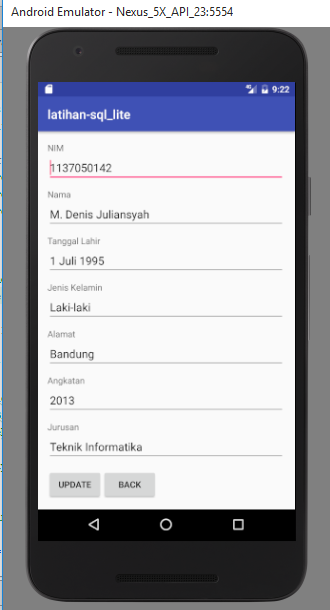 Android Emulator - Nexus_5X_API_23:5554
9:22
latihan-sql_lite
NIM
1137050142
Nama
M. Denis Juliansyah
Tanggal Lahir
1 Juli 1995
Jenis Kelamin
Laki-laki
Alamat
Bandung
Angkatan
2013
Jurusan
Teknik Informatika
UPDATE BACK